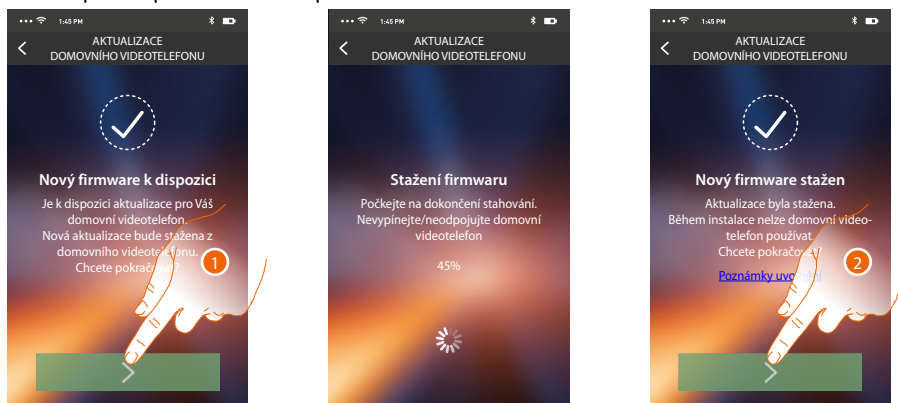 1:45 PM
AKTUALIZACE
DOMOVNÍHO VIDEOTELEFONU
Nový firmware k dispozici
Je k dispozici aktualizace pro Váš
domovní videotelefon.
Nová aktualizace bude stažena z
domovního videotelefonu.
Chcete pokračovat?
1
1:45 PM
AKTUALIZACE
DOMOVNÍHO VIDEOTELEFONU
Stažení firmwaru
Počkejte na dokončení stahování.
Nevypínejte/neodpojujte domovní
videotelefon
45%
1:45 PM
AKTUALIZACE
DOMOVNÍHO VIDEOTELEFONU
Nový firmware stažen
Aktualizace byla stažena.
Během instalace nelze domovní video-
telefon používat.
Chcete pokračovat?
2
Poznámky